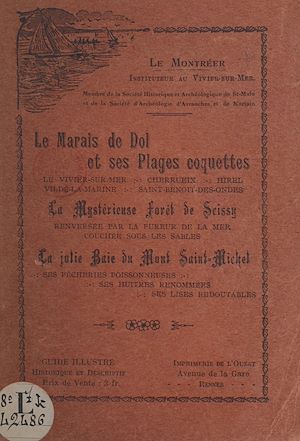 Le Montréer
Instituteur au Vivier-sur-Mer.
Membre de la Société Historique et Archéologique de St-Malo
et de la Société d'Archéologie d'Avranches et de Mortain
Le Marais de Dol
et ses Plages coquettes
LE VIVIER-SUR-MER -:- CHERRUEIX -:- HIREL
VILDÉ-LA-MARINE -:- SAINT-BENOIT-DES-ONDES
La Mystérieuse Forêt de Scissy
RENVERSÉE PAR LA FUREUR DE LA MER
COUCHÉE SOUS LES SABLES
La jolie Baie du Mont Saint-Michel
-: SES PÊCHERIES POISSONNEUSES :-
-:- SES HUITRES RENOMMÉES
-:- SES LISES REDOUTABLES
GUIDE ILLUSTRÉ
Historique et Descriptif
Prix de Vente : 3 fr.
Imprimerie de l'Ouest
Avenue de la Gare
- - - Rennes - - -
8° L 4 k
42486